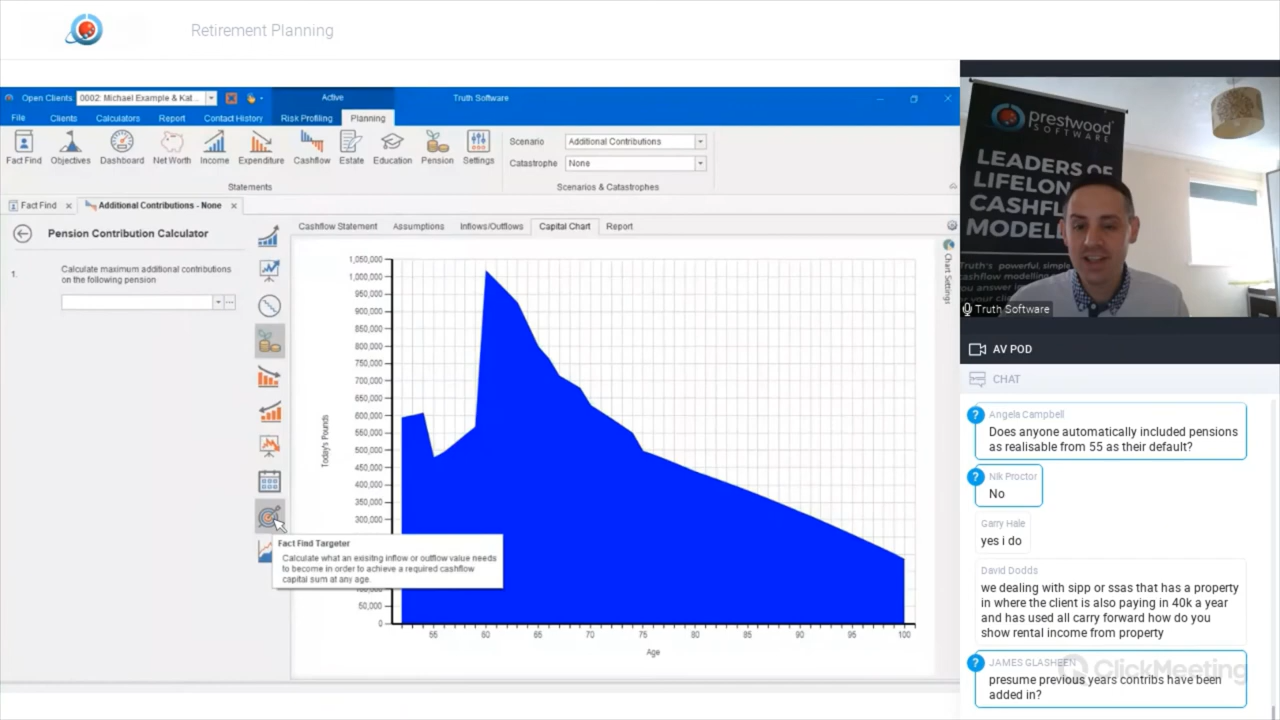 Retirement Planning
Open Clients 0002: Michael Example & Kat... Active Truth Software
File Clients Calculators Report Contact History Risk Profiling Planning
Fact Find Objectives Dashboard Net Worth Income Expenditure Cashflow Estate Education Pension Settings
Scenario Additional Contributions
Catastrophe None
Statements Scenarios & Catastrophes
Fact Find Additional Contributions - None
Pension Contribution Calculator
1. Calculate maximum additional contributions
on the following pension
Cashflow Statement Assumptions Inflows/Outflows Capital Chart Report
Chart Settings
1,050,000
1,000,000
950,000
900,000
850,000
800,000
750,000
700,000
650,000
600,000
550,000
500,000
450,000
400,000
350,000
300,000
50,000
0
Today's Pounds
55 60 65 70 75 80 85 90 95 100
Age
Fact Find Targeter
Calculate what an exisitng inflow or outflow value needs
to become in order to achieve a required cashflow
capital sum at any age.
prestwood
SOFTWARE
LEADERS OF
LIFELON
CASHFL
MODELL
Truth's powerful, simple
cashflow modelling
you answer
Truth Software
AV POD
CHAT
Angela Campbell
Does anyone automatically included pensions
as realisable from 55 as their default?
Nik Proctor
No
Garry Hale
yes i do
David Dodds
we dealing with sipp or ssas that has a property
in where the client is also paying in 40k a year
and has used all carry forward how do you
show rental income from property
JAMES GLASHEEN
presume previous years contribs have been
added in?
ClickMeeting